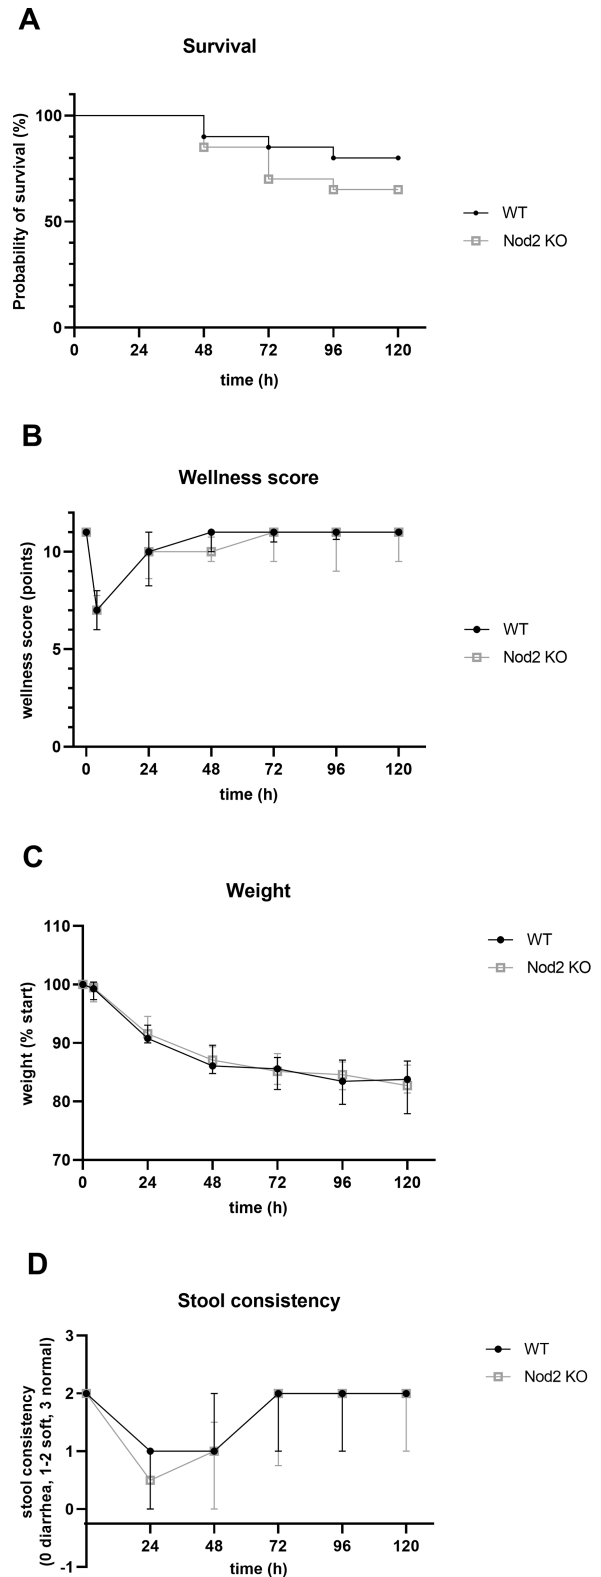 A
Survival
Probability of survival (%)
100
50
0
0 24 48 72 96 120
time (h)
WT
Nod2 KO
B
Wellness score
wellness score (points)
10
5
0
0 24 48 72 96 120
time (h)
WT
Nod2 KO
C
Weight
weight (% start)
110
100
90
80
70
0 24 48 72 96 120
time (h)
WT
Nod2 KO
D
Stool consistency
stool consistency
(0 diarrhea, 1-2 soft, 3 normal)
3
2
1
0
-1
24 48 72 96 120
time (h)
WT
Nod2 KO